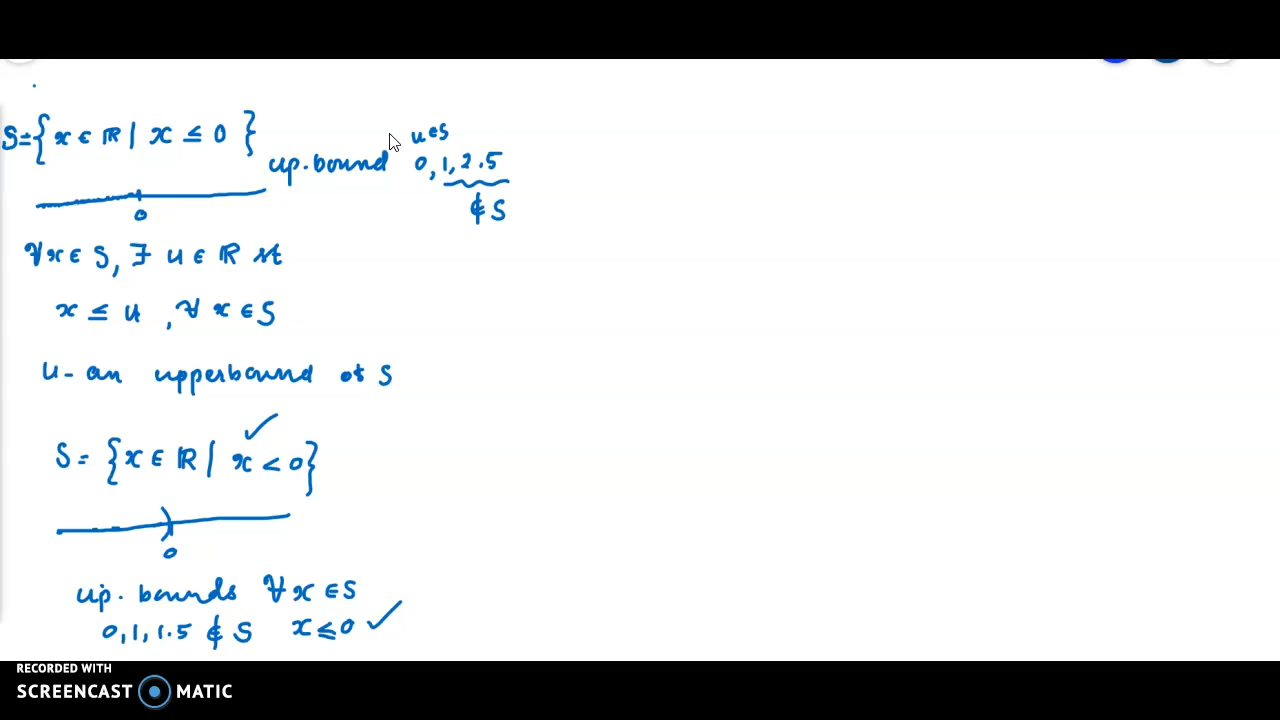 S = {x ∈ ℝ | x ≤ 0}
u ∈ S
up. bound 0, 1, 2.5
∉ S
0
∀x ∈ S, ∃ u ∈ ℝ st
x ≤ u, ∀ x ∈ S
u - an upperbound of S
S = {x ∈ ℝ | x < 0}
0
up. bounds ∀x ∈ S
0, 1, 1.5 ∉ S x ≤ 0
RECORDED WITH
SCREENCAST MATIC